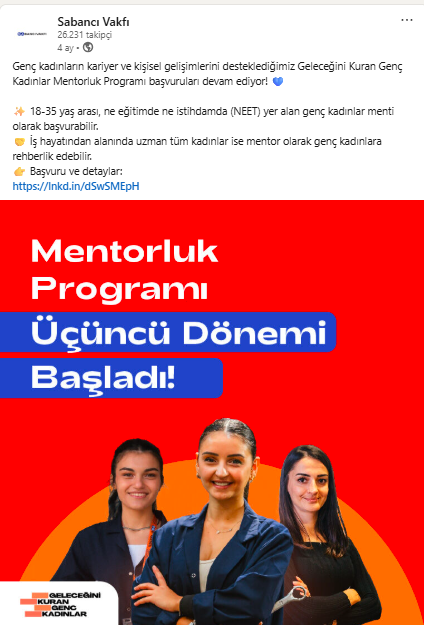 Sabancı Vakfı
26.231 takipçi
4 ay •
Genç kadınların kariyer ve kişisel gelişimlerini desteklediğimiz Geleceğini Kuran Genç
Kadınlar Mentorluk Programı başvuruları devam ediyor! 💙
✨ 18-35 yaş arası, ne eğitimde ne istihdamda (NEET) yer alan genç kadınlar menti
olarak başvurabilir.
🤝 İş hayatından alanında uzman tüm kadınlar ise mentor olarak genç kadınlara
rehberlik edebilir.
👉 Başvuru ve detaylar:
https://lnkd.in/dSwSMEpH
Mentorluk
Programı
Üçüncü Dönemi
Başladı!
GELECEĞİNİ
KURAN
GENÇ
KADINLAR